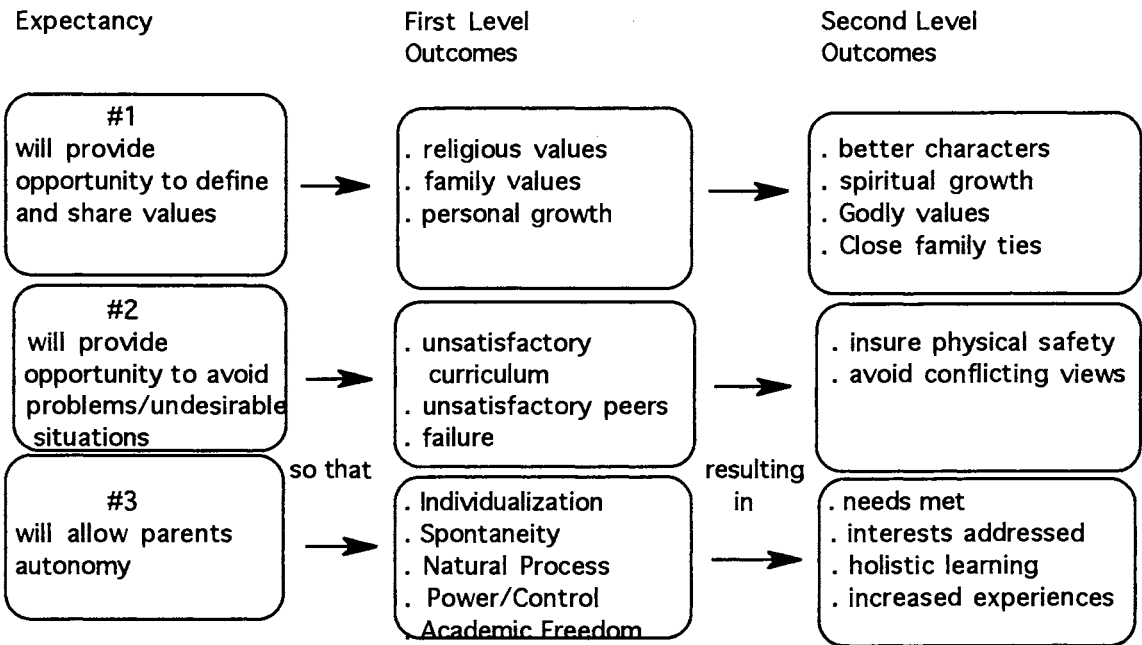 Expectancy
First Level
Outcomes
Second Level
Outcomes
#1
will provide
opportunity to define
and share values
. religious values
. family values
. personal growth
. better characters
. spiritual growth
. Godly values
. Close family ties
#2
will provide
opportunity to avoid
problems/undesirable
situations
. unsatisfactory
curriculum
. unsatisfactory peers
. failure
. insure physical safety
. avoid conflicting views
so that
resulting
in
#3
will allow parents
autonomy
. Individualization
. Spontaneity
. Natural Process
. Power/Control
. Academic Freedom
. needs met
. interests addressed
. holistic learning
. increased experiences